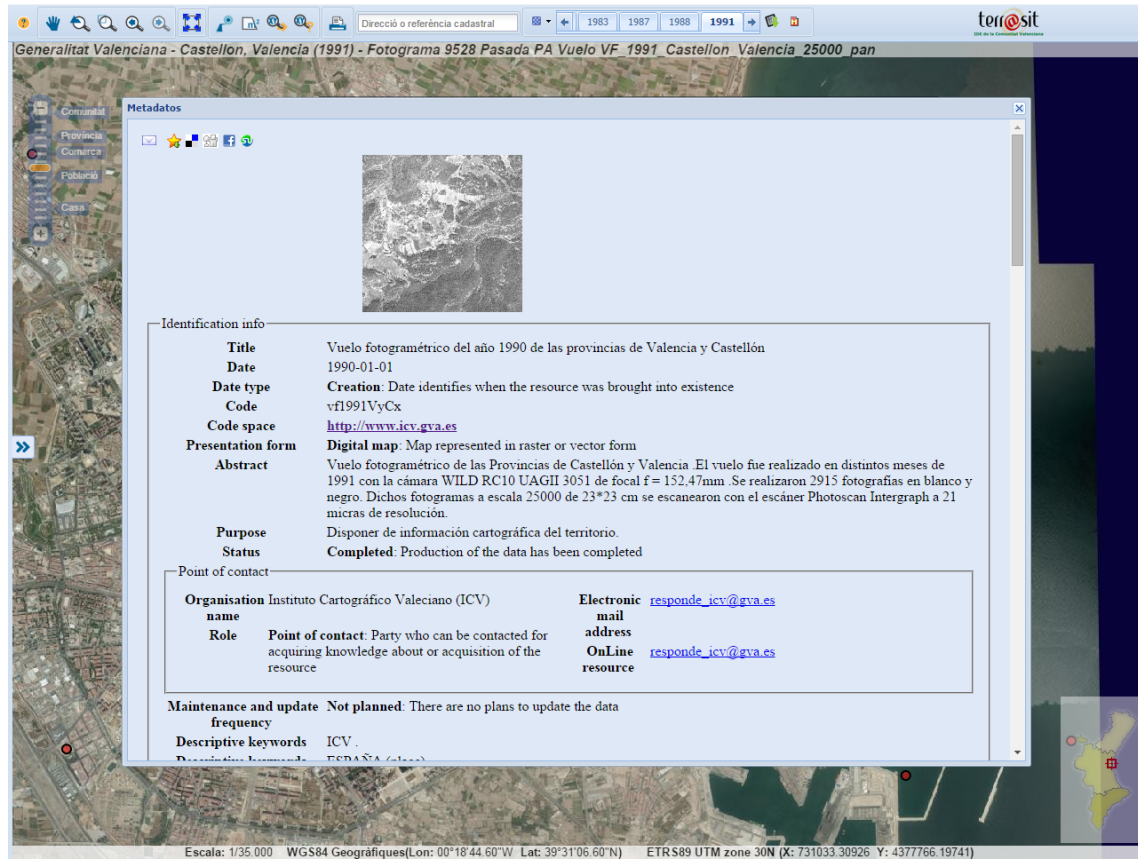 Direcció o referència cadastral
1983 1987 1988 1991
terr@sit
IDE de la Comunitat Valenciana
Generalitat Valenciana - Castellon, Valencia (1991) - Fotograma 9528 Pasada PA Vuelo VF_1991_Castellon_Valencia_25000_pan
Comunitat
Província
Comarca
Població
Casa
Metadatos
Identification info
Title Vuelo fotogramétrico del año 1990 de las provincias de Valencia y Castellón
Date 1990-01-01
Date type Creation: Date identifies when the resource was brought into existence
Code vf1991VyCx
Code space http://www.icv.gva.es
Presentation form Digital map: Map represented in raster or vector form
Abstract Vuelo fotogramétrico de las Provincias de Castellón y Valencia .El vuelo fue realizado en distintos meses de
1991 con la cámara WILD RC10 UAGII 3051 de focal f = 152,47mm .Se realizaron 2915 fotografías en blanco y
negro. Dichos fotogramas a escala 25000 de 23*23 cm se escanearon con el escáner Photoscan Intergraph a 21
micras de resolución.
Purpose Disponer de información cartográfica del territorio.
Status Completed: Production of the data has been completed
Point of contact
Organisation name Instituto Cartográfico Valeciano (ICV)
Role Point of contact: Party who can be contacted for
acquiring knowledge about or acquisition of the
resource
Electronic mail address responde_icv@gva.es
OnLine resource responde_icv@gva.es
Maintenance and update frequency Not planned: There are no plans to update the data
Descriptive keywords ICV .
Descriptive keywords ESPAÑA (place)
Escala: 1/35.000 WGS84 Geogràfiques(Lon: 00°18'44.60"W Lat: 39°31'06.60"N) ETRS89 UTM zone 30N (X: 731033.30926 Y: 4377766.19741)